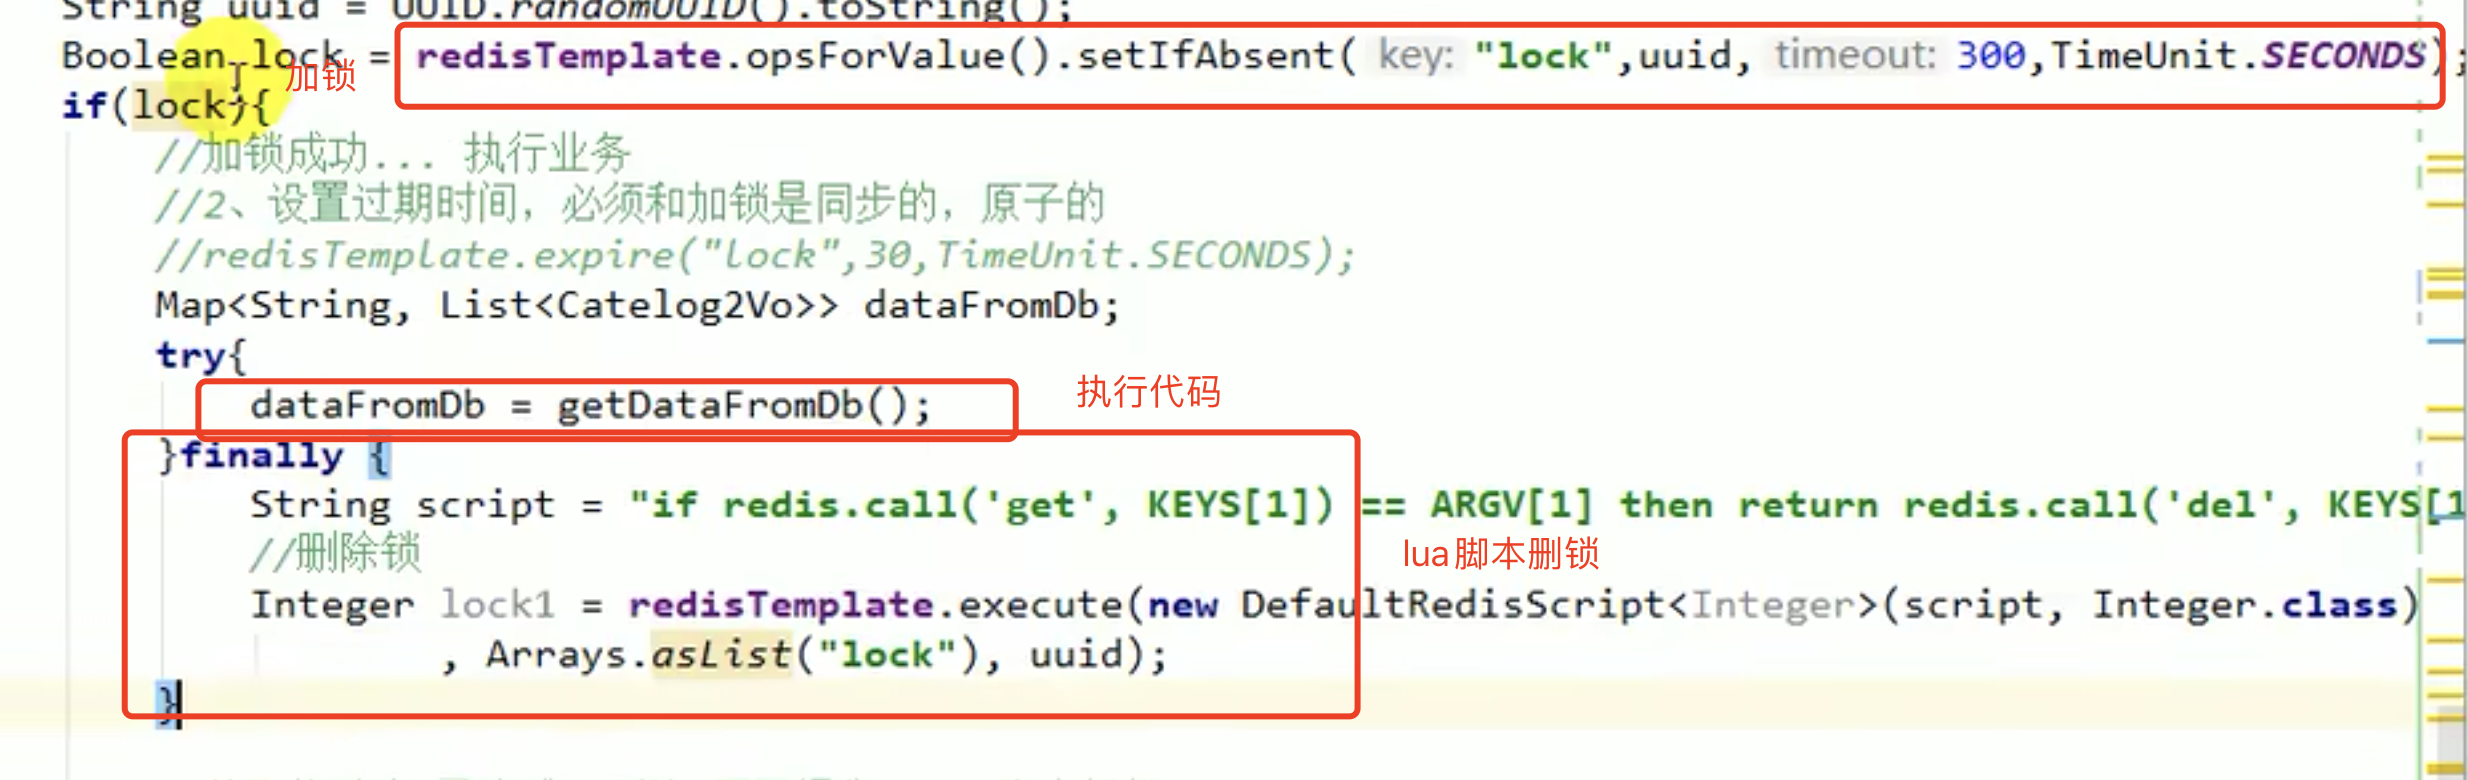 String uuid = UUID.randomUUID().toString();
Boolean lock = redisTemplate.opsForValue().setIfAbsent( key: "lock",uuid, timeout: 300,TimeUnit.SECONDS);
加锁
if(lock){
//加锁成功... 执行业务
//2、设置过期时间，必须和加锁是同步的，原子的
//redisTemplate.expire("lock",30,TimeUnit.SECONDS);
Map<String, List<Catelog2Vo>> dataFromDb;
try{
dataFromDb = getDataFromDb();
执行代码
}finally {
String script = "if redis.call('get', KEYS[1]) == ARGV[1] then return redis.call('del', KEYS[1
//删除锁
lua脚本删锁
Integer lock1 = redisTemplate.execute(new DefaultRedisScript<Integer>(script, Integer.class)
, Arrays.asList("lock"), uuid);
}